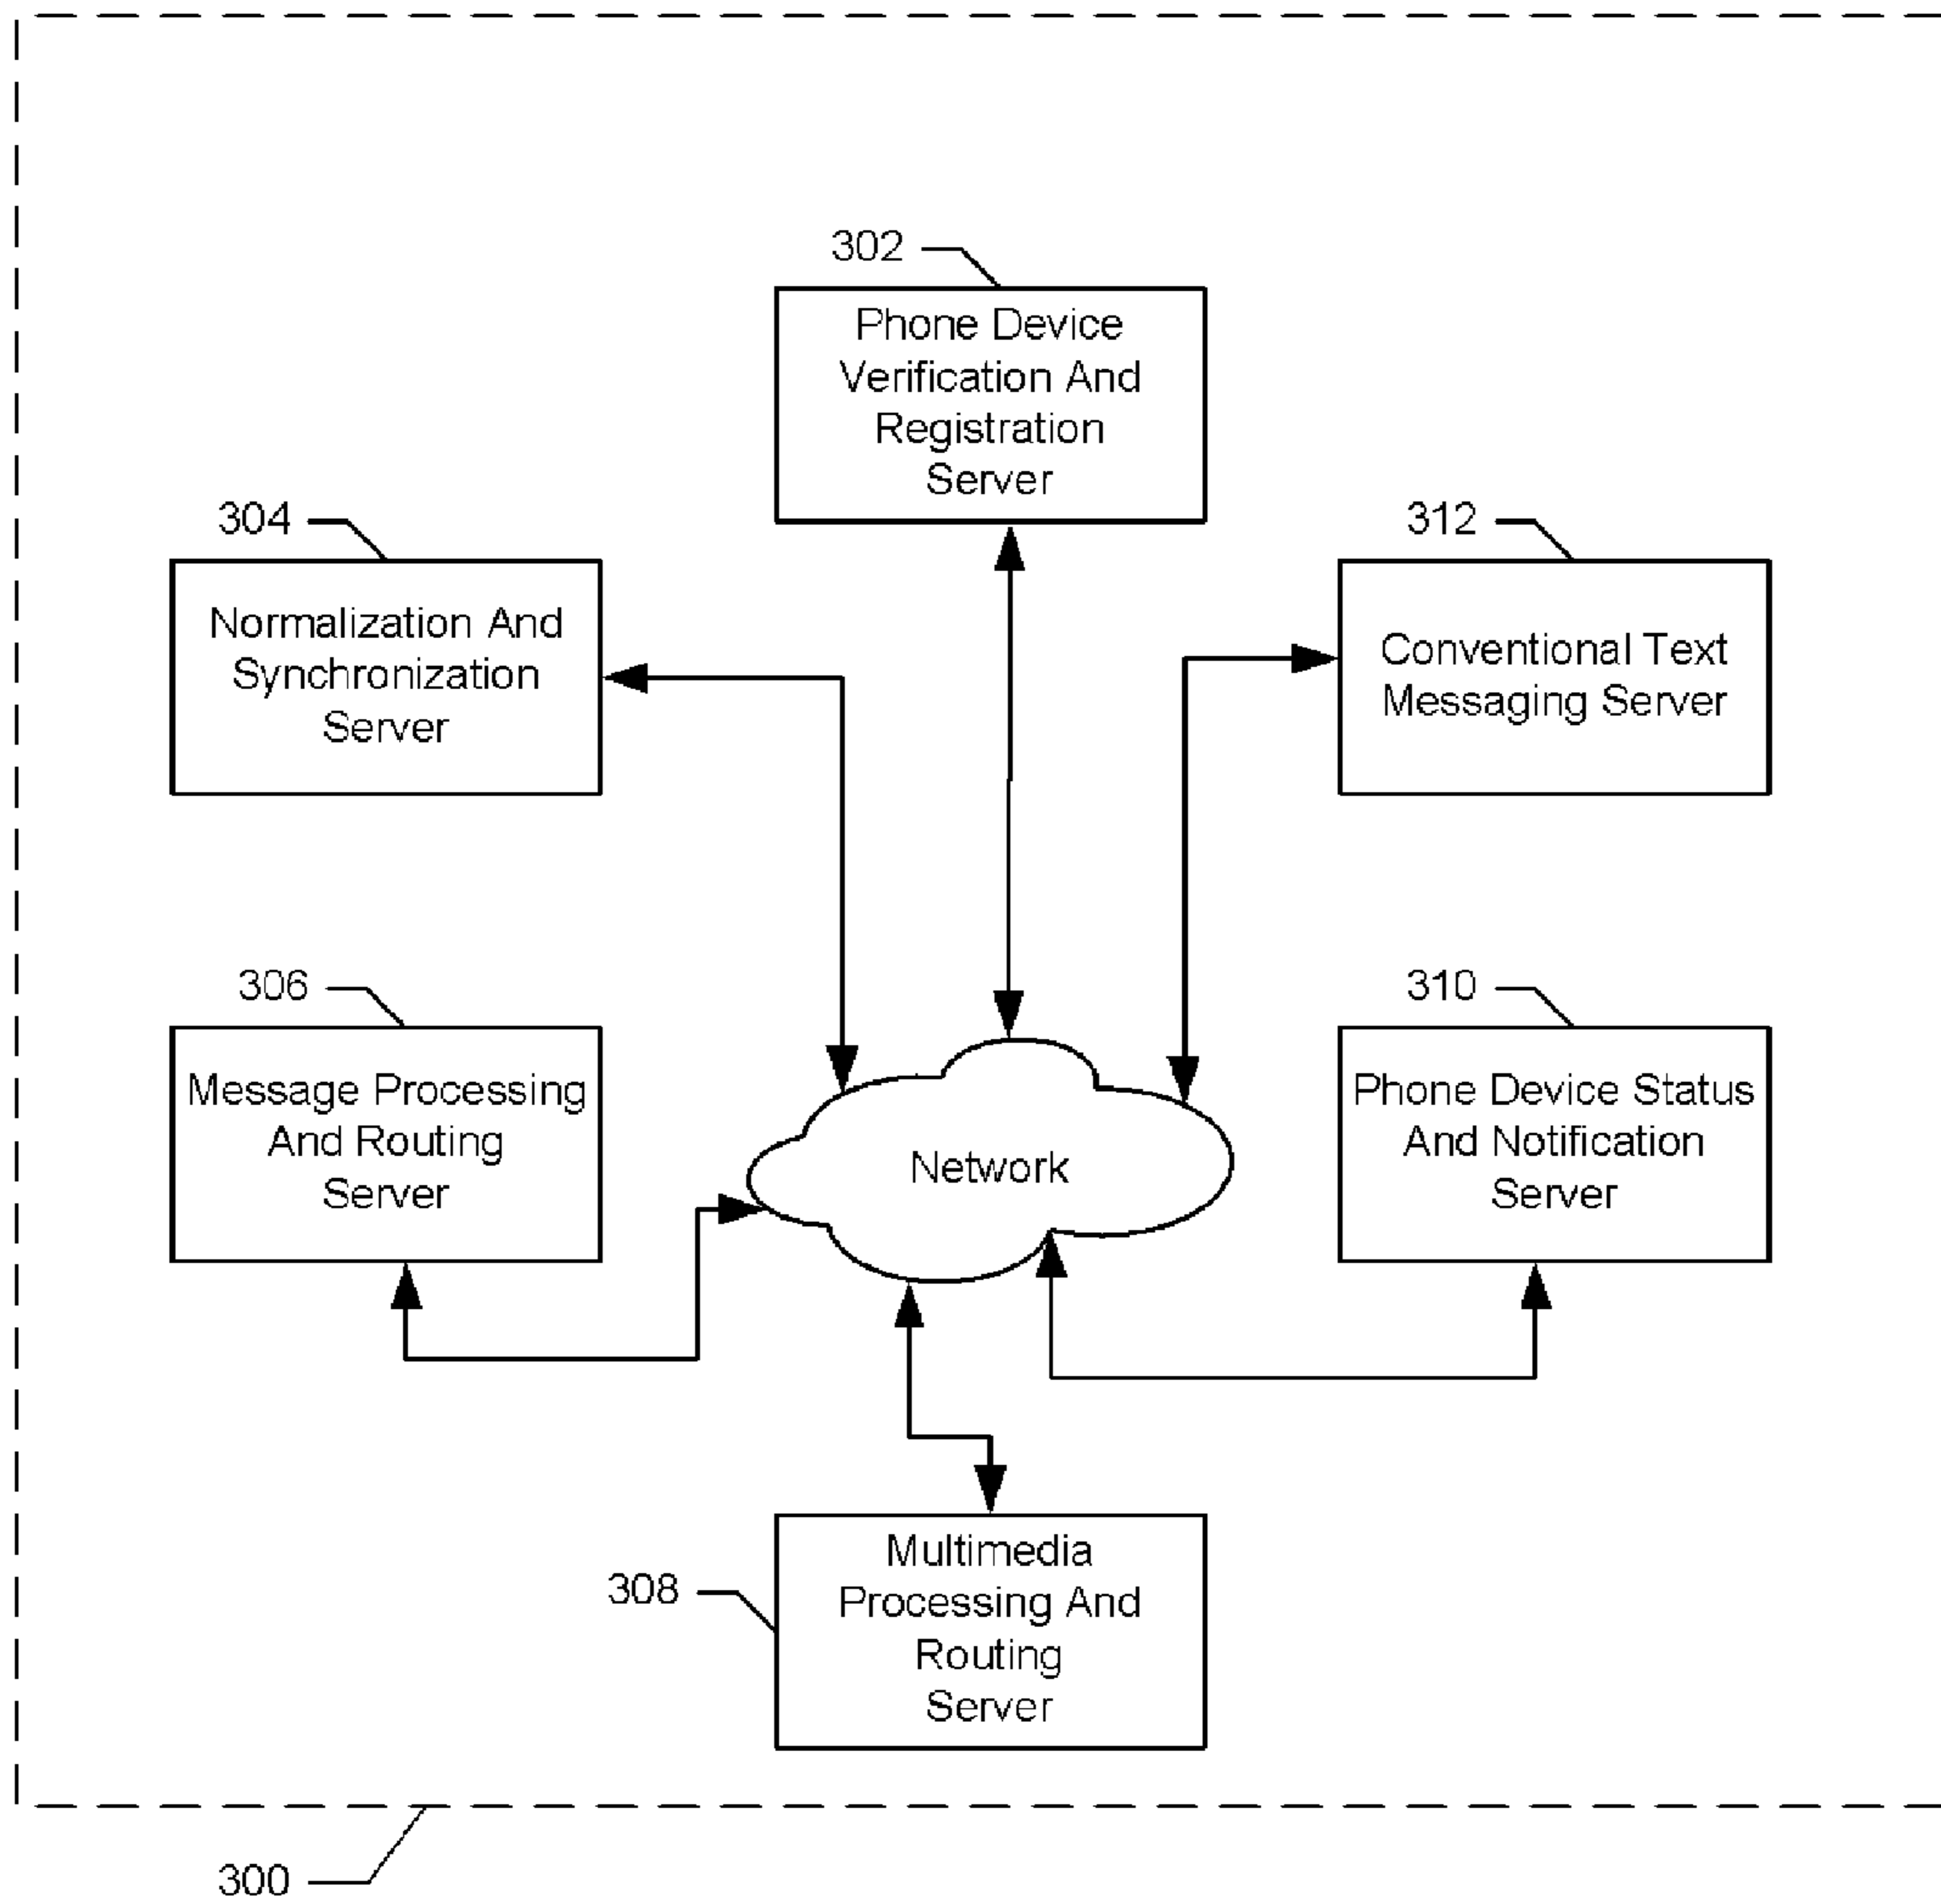 302
Phone Device
Verification And
Registration
Server
304
Normalization And
Synchronization
Server
312
Conventional Text
Messaging Server
306
Message Processing
And Routing
Server
Network
310
Phone Device Status
And Notification
Server
308
Multimedia
Processing And
Routing
Server
300